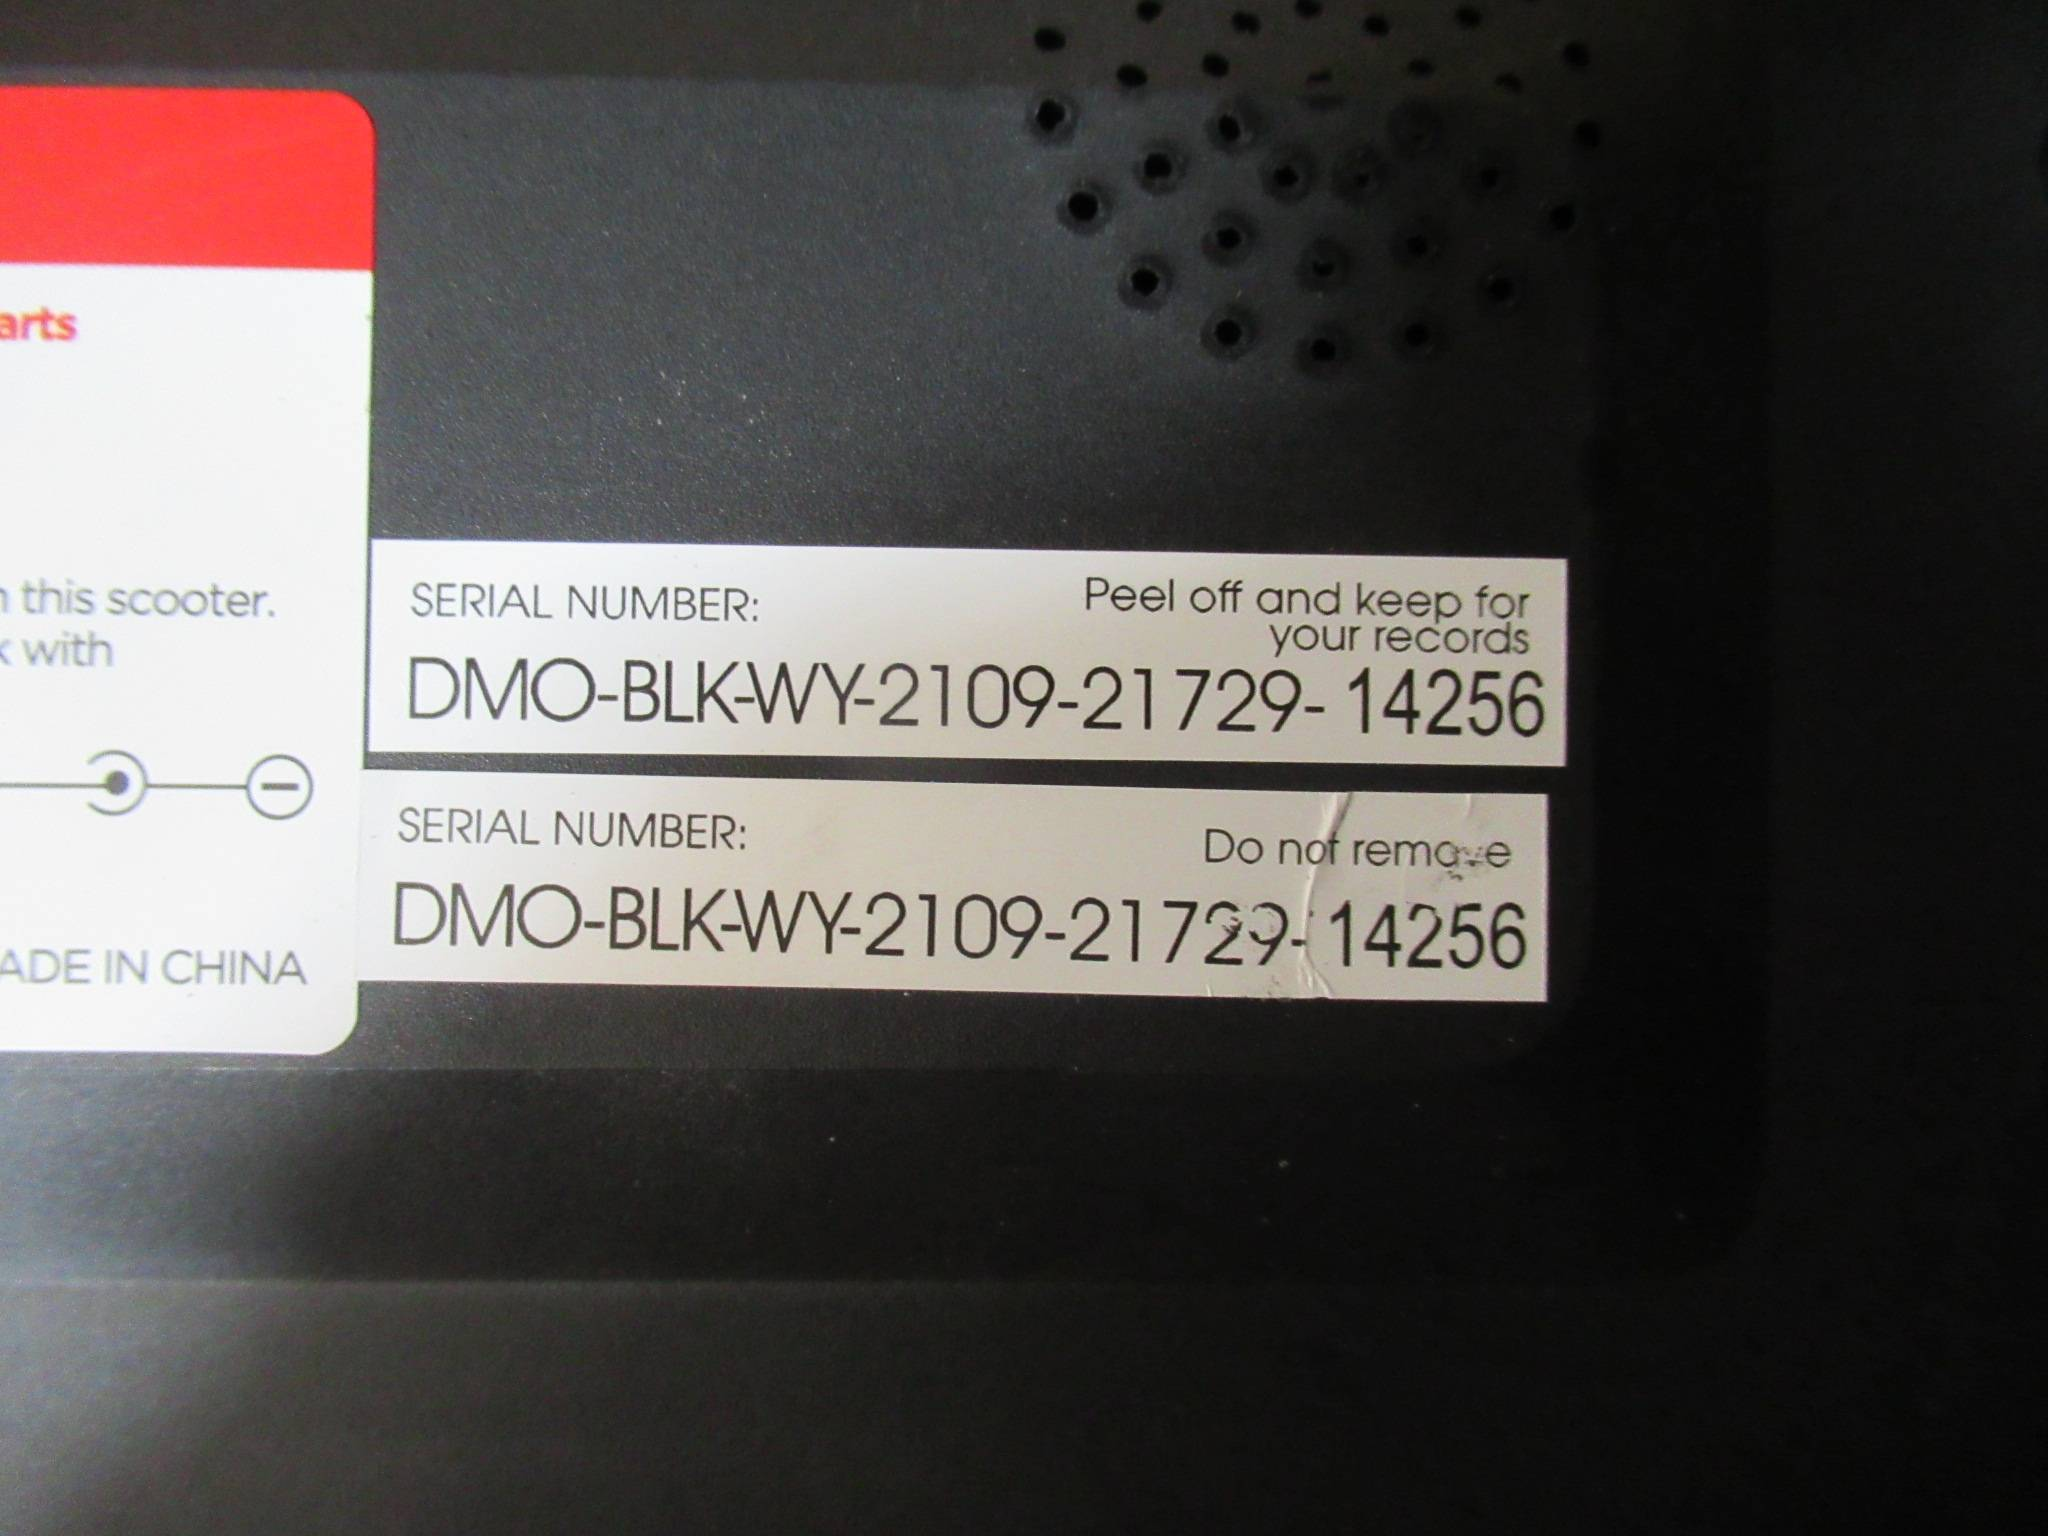 arts
this scooter.
with
ADE IN CHINA
SERIAL NUMBER:
Peel off and keep for
your records
DMO-BLK-WY-2109-21729- 14256
SERIAL NUMBER:
Do not remove
DMO-BLK-WY-2109-21729- 14256